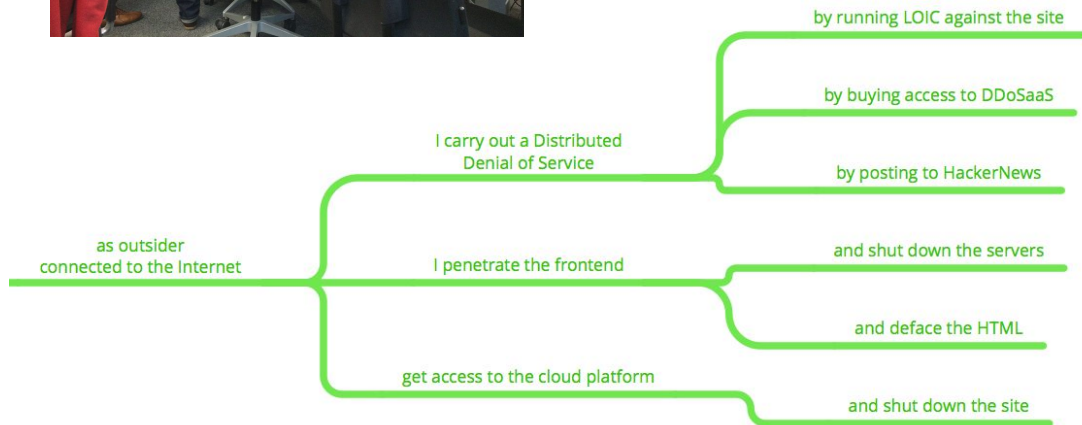 as outsider
connected to the Internet
I carry out a Distributed
Denial of Service
by running LOIC against the site
by buying access to DDoSaaS
by posting to HackerNews
I penetrate the frontend
and shut down the servers
and deface the HTML
get access to the cloud platform
and shut down the site